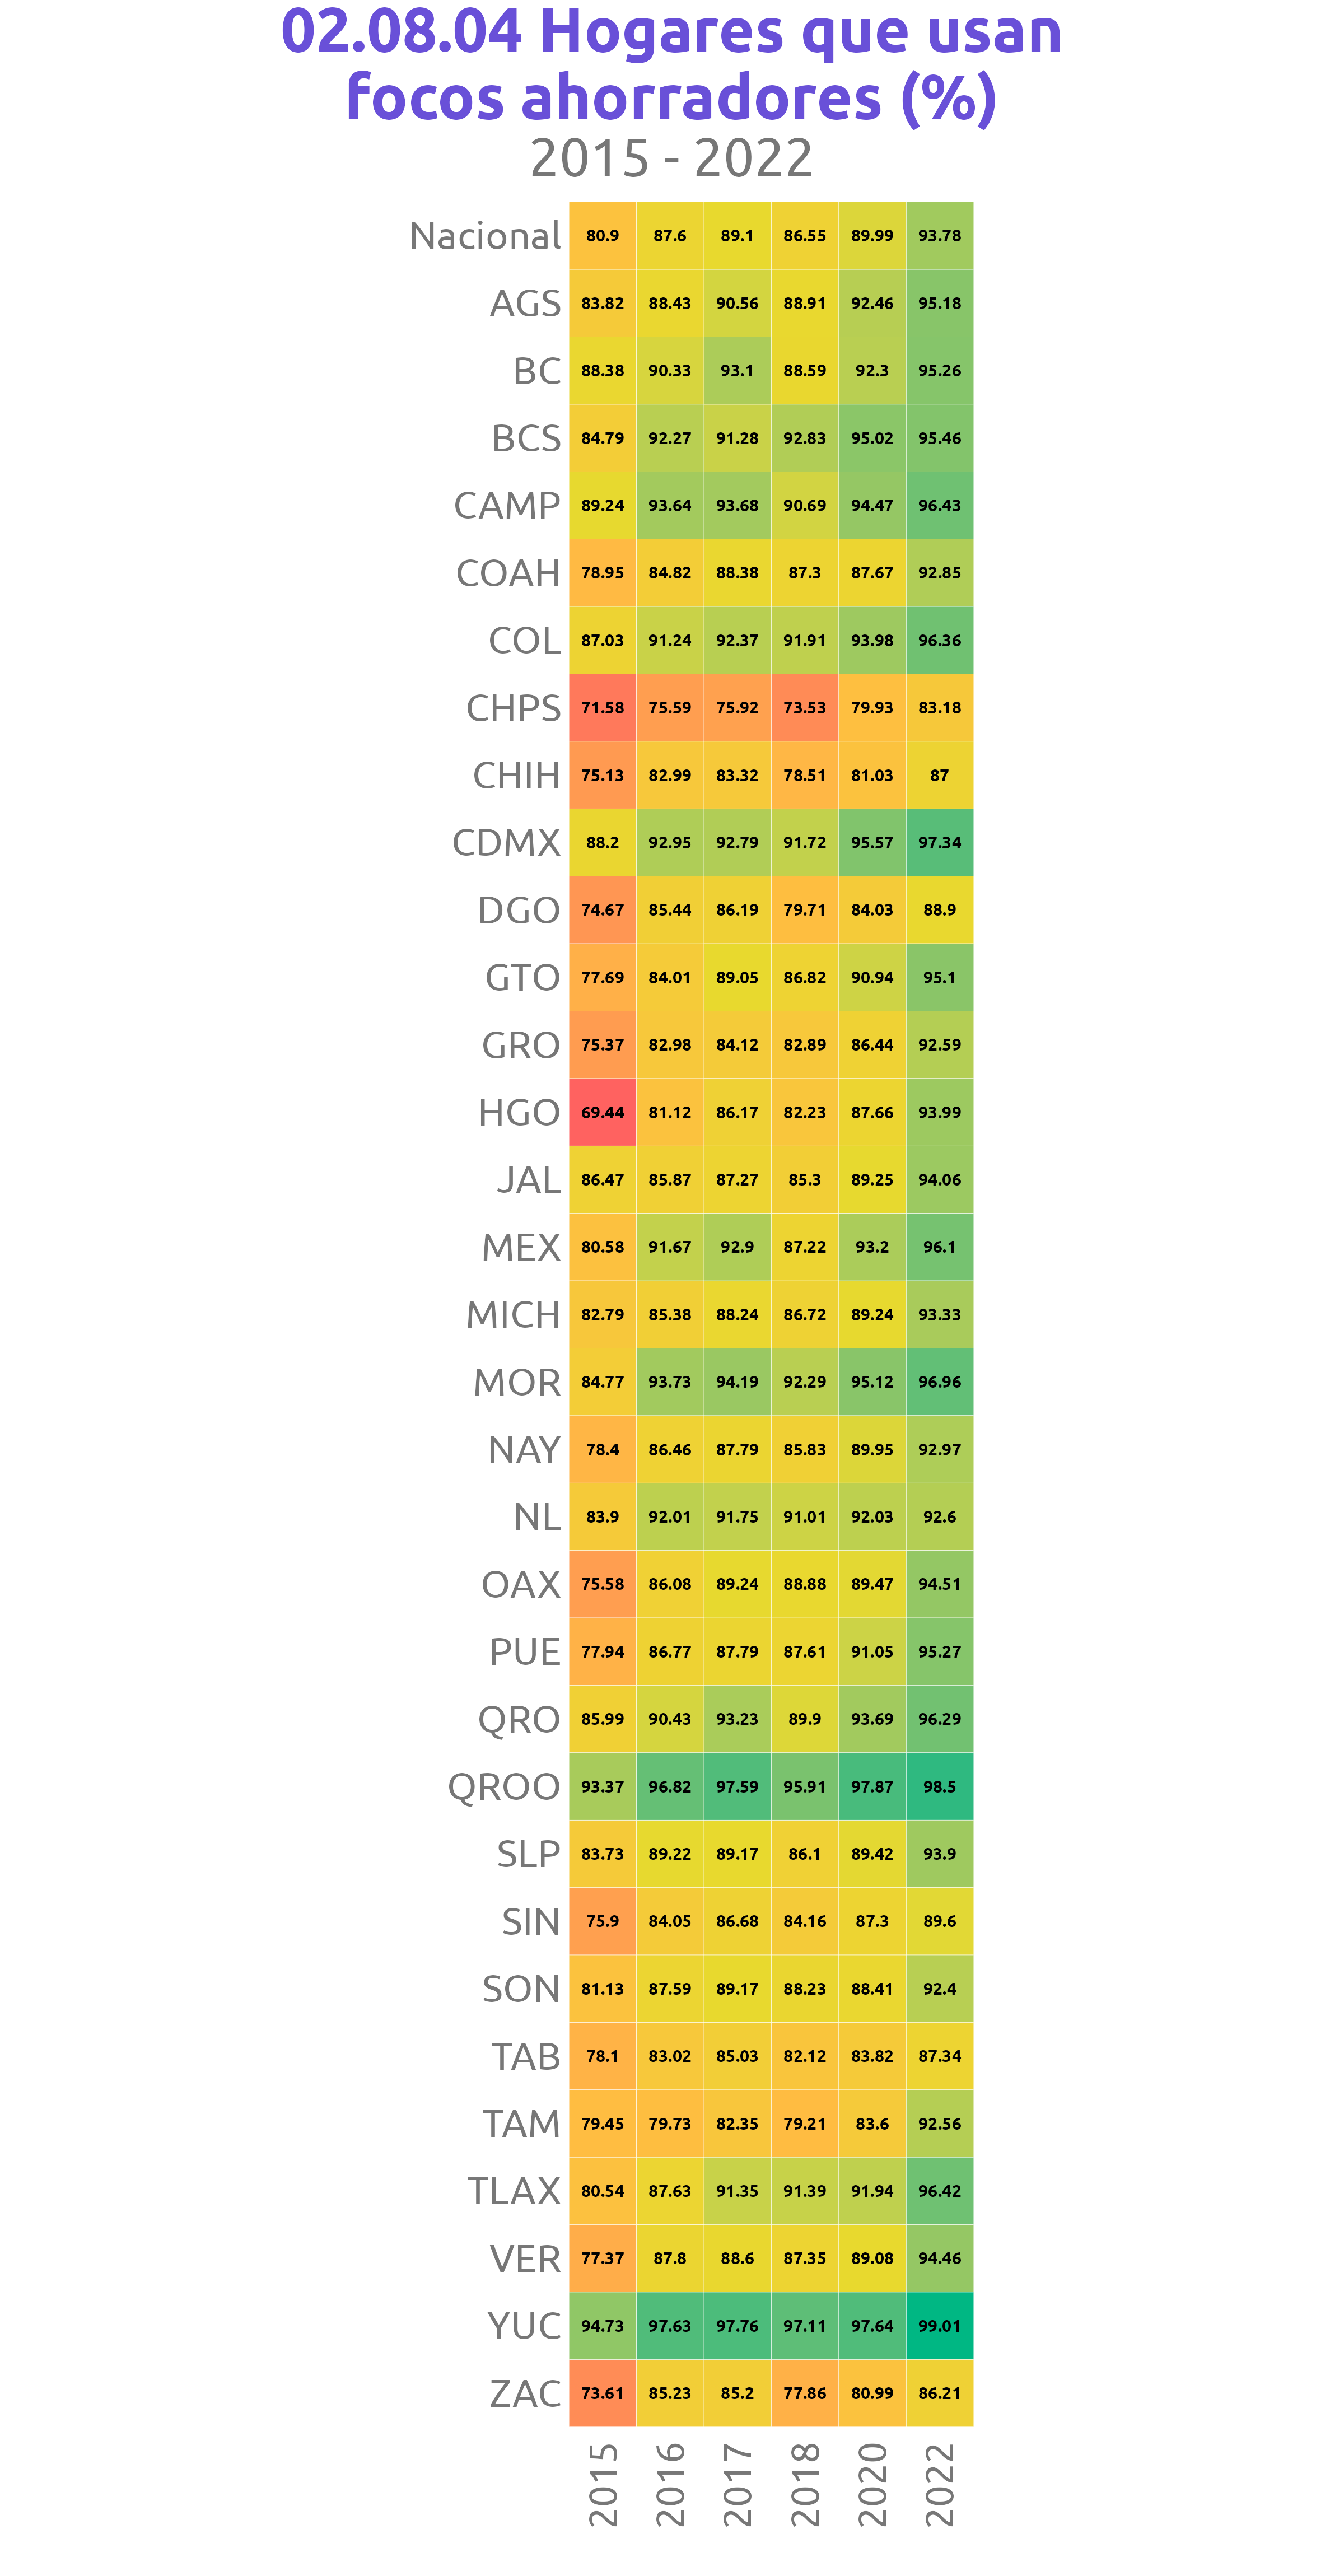 02.08.04 Hogares que usan
focos ahorradores (%)
2015 - 2022
Nacional 80.9 87.6 89.1 86.55 89.99 93.78
AGS 83.82 88.43 90.56 88.91 92.46 95.18
BC 88.38 90.33 93.1 88.59 92.3 95.26
BCS 84.79 92.27 91.28 92.83 95.02 95.46
CAMP 89.24 93.64 93.68 90.69 94.47 96.43
COAH 78.95 84.82 88.38 87.3 87.67 92.85
COL 87.03 91.24 92.37 91.91 93.98 96.36
CHPS 71.58 75.59 75.92 73.53 79.93 83.18
CHIH 75.13 82.99 83.32 78.51 81.03 87
CDMX 88.2 92.95 92.79 91.72 95.57 97.34
DGO 74.67 85.44 86.19 79.71 84.03 88.9
GTO 77.69 84.01 89.05 86.82 90.94 95.1
GRO 75.37 82.98 84.12 82.89 86.44 92.59
HGO 69.44 81.12 86.17 82.23 87.66 93.99
JAL 86.47 85.87 87.27 85.3 89.25 94.06
MEX 80.58 91.67 92.9 87.22 93.2 96.1
MICH 82.79 85.38 88.24 86.72 89.24 93.33
MOR 84.77 93.73 94.19 92.29 95.12 96.96
NAY 78.4 86.46 87.79 85.83 89.95 92.97
NL 83.9 92.01 91.75 91.01 92.03 92.6
OAX 75.58 86.08 89.24 88.88 89.47 94.51
PUE 77.94 86.77 87.79 87.61 91.05 95.27
QRO 85.99 90.43 93.23 89.9 93.69 96.29
QROO 93.37 96.82 97.59 95.91 97.87 98.5
SLP 83.73 89.22 89.17 86.1 89.42 93.9
SIN 75.9 84.05 86.68 84.16 87.3 89.6
SON 81.13 87.59 89.17 88.23 88.41 92.4
TAB 78.1 83.02 85.03 82.12 83.82 87.34
TAM 79.45 79.73 82.35 79.21 83.6 92.56
TLAX 80.54 87.63 91.35 91.39 91.94 96.42
VER 77.37 87.8 88.6 87.35 89.08 94.46
YUC 94.73 97.63 97.76 97.11 97.64 99.01
ZAC 73.61 85.23 85.2 77.86 80.99 86.21
2015 2016 2017 2018 2020 2022